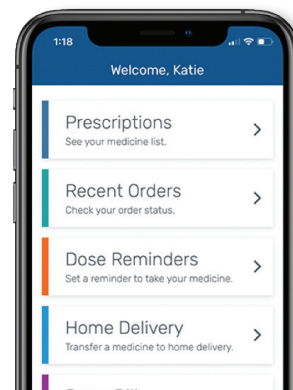 1:18
Welcome, Katie
Prescriptions
See your medicine list.
Recent Orders
Check your order status.
Dose Reminders
Set a reminder to take your medicine.
Home Delivery
Transfer a medicine to home delivery.